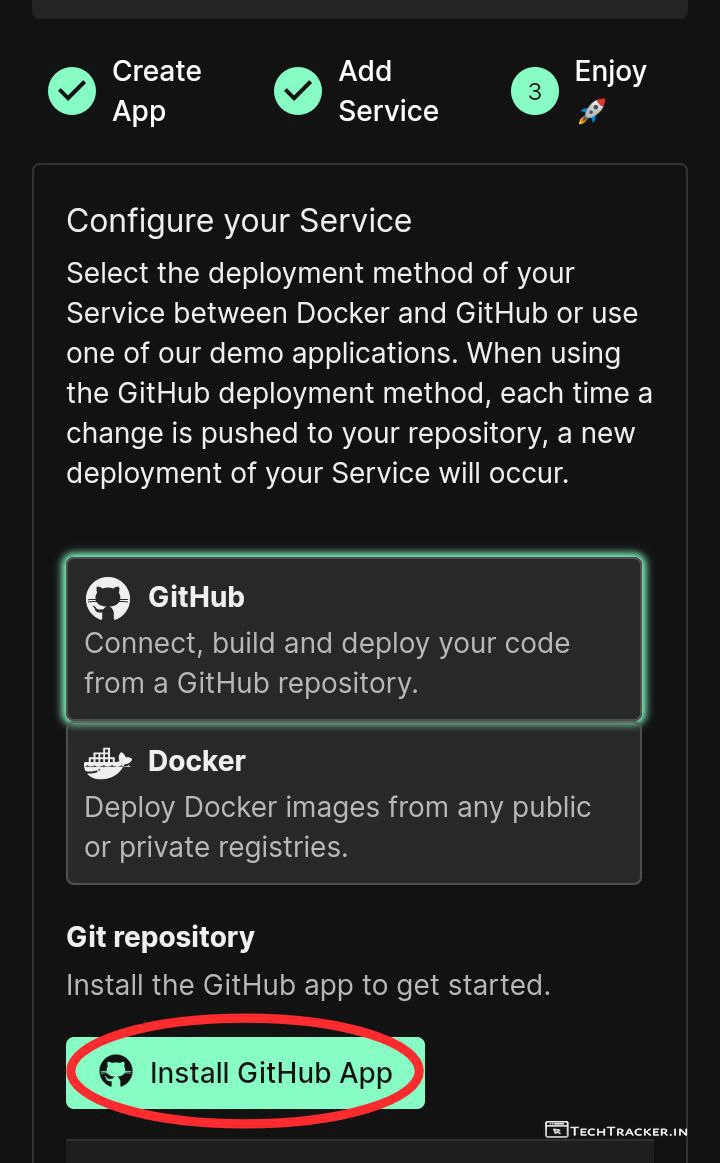 Create
App
Add
Service
3
Enjoy
🚀
Configure your Service
Select the deployment method of your
Service between Docker and GitHub or use
one of our demo applications. When using
the GitHub deployment method, each time a
change is pushed to your repository, a new
deployment of your Service will occur.
GitHub
Connect, build and deploy your code
from a GitHub repository.
Docker
Deploy Docker images from any public
or private registries.
Git repository
Install the GitHub app to get started.
Install GitHub App
TECHTRACKER.IN